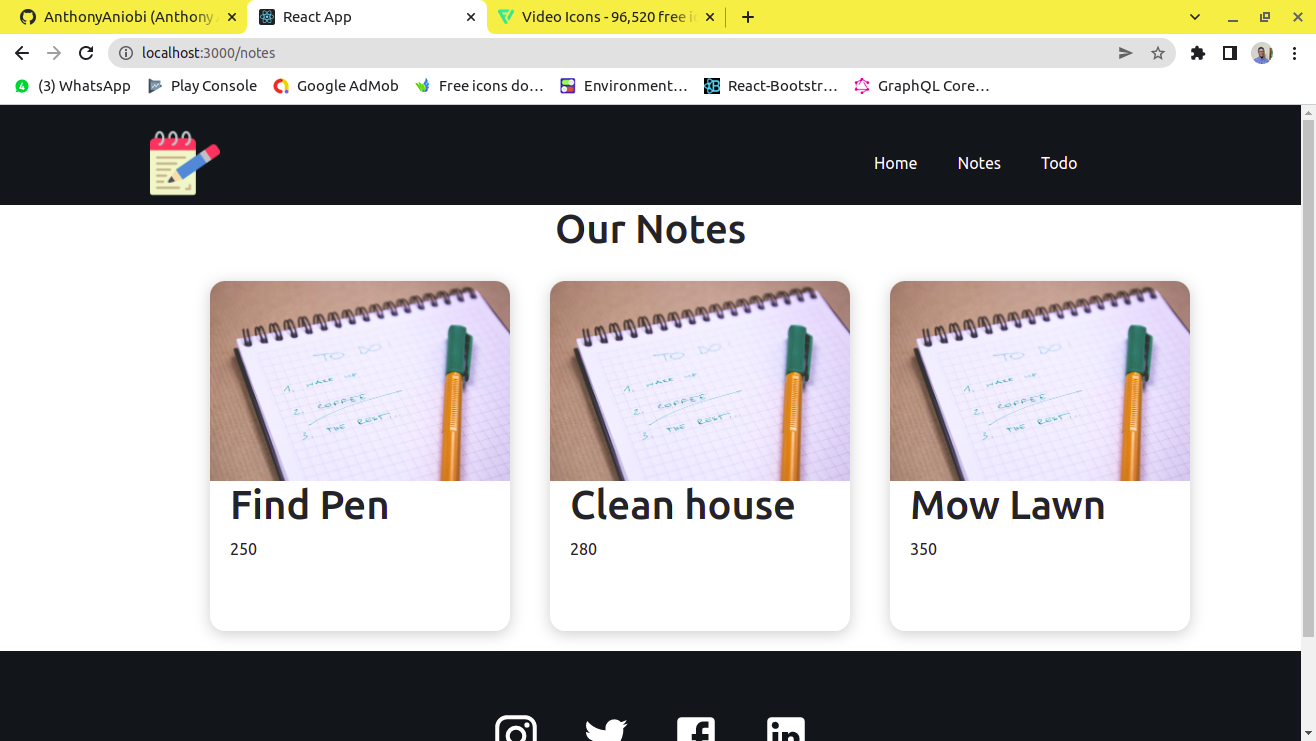 AnthonyAniobi (Anthony A
React App
Video Icons - 96,520 free ic
localhost:3000/notes
(3) WhatsApp
Play Console
Google AdMob
Free icons do…
Environment…
React-Bootstr…
GraphQL Core…
Home
Notes
Todo
Our Notes
TO DO!
1. WAKE UP
2. COFFEE
3. THE REST!
TO DO!
1. WAKE UP
2. COFFEE
3. THE REST!
TO DO!
1. WAKE UP
2. COFFEE
3. THE REST!
Find Pen
250
Clean house
280
Mow Lawn
350